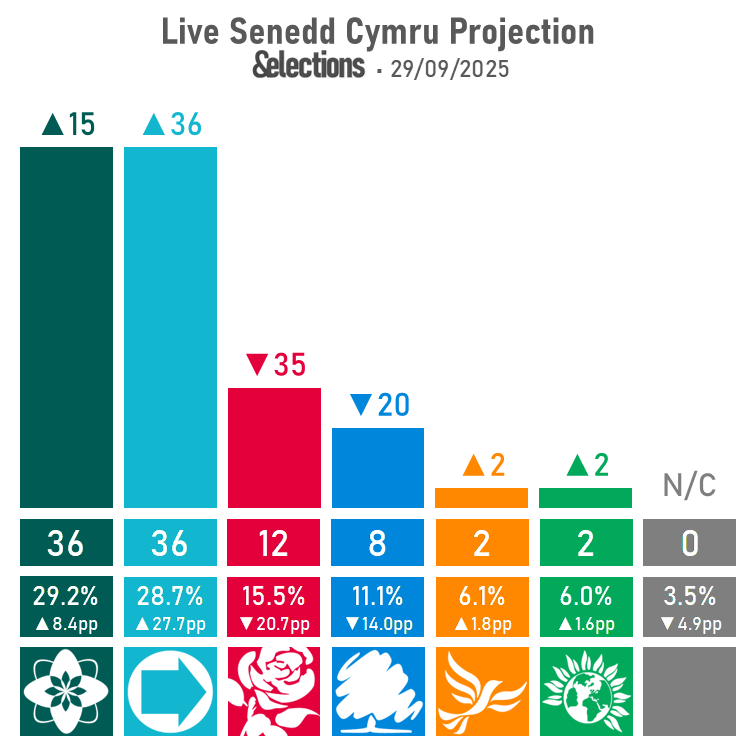 Live Senedd Cymru Projection
&elections · 29/09/2025
▲15 ▲36 ▼35 ▼20 ▲2 ▲2 N/C
36 36 12 8 2 2 0
29.2% 28.7% 15.5% 11.1% 6.1% 6.0% 3.5%
▲8.4pp ▲27.7pp ▼20.7pp ▼14.0pp ▲1.8pp ▲1.6pp ▼4.9pp